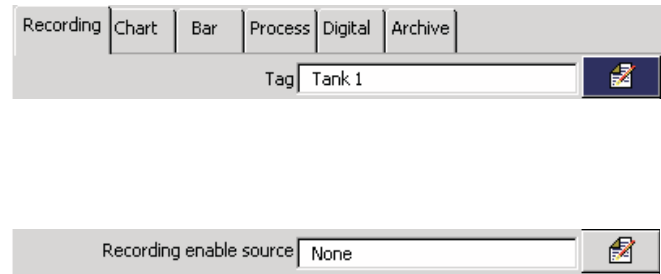 Recording Chart Bar Process Digital Archive
Tag Tank 1
Recording enable source None